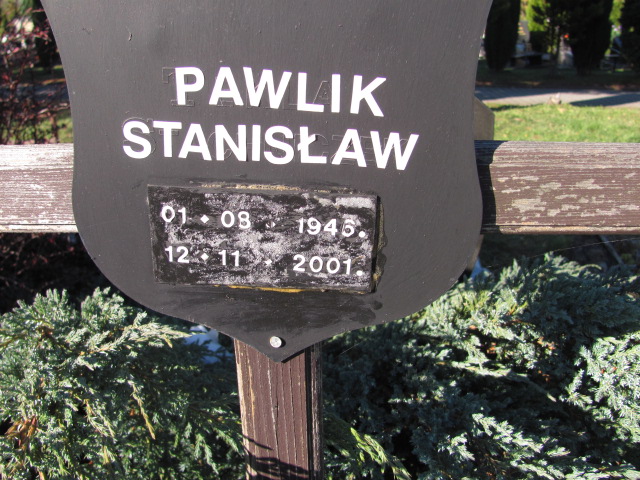 PAWLIK
STANISŁAW
01 • 08 • 1946.
12 • 11 • 2001.